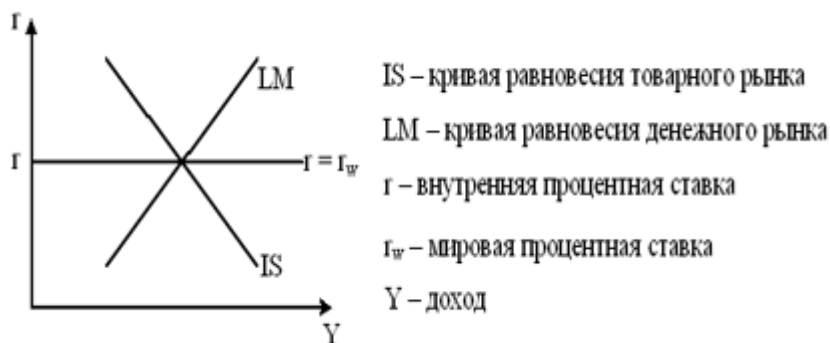 r
LM
r
r = r_w
IS
Y
IS – кривая равновесия товарного рынка
LM – кривая равновесия денежного рынка
r – внутренняя процентная ставка
r_w – мировая процентная ставка
Y – доход